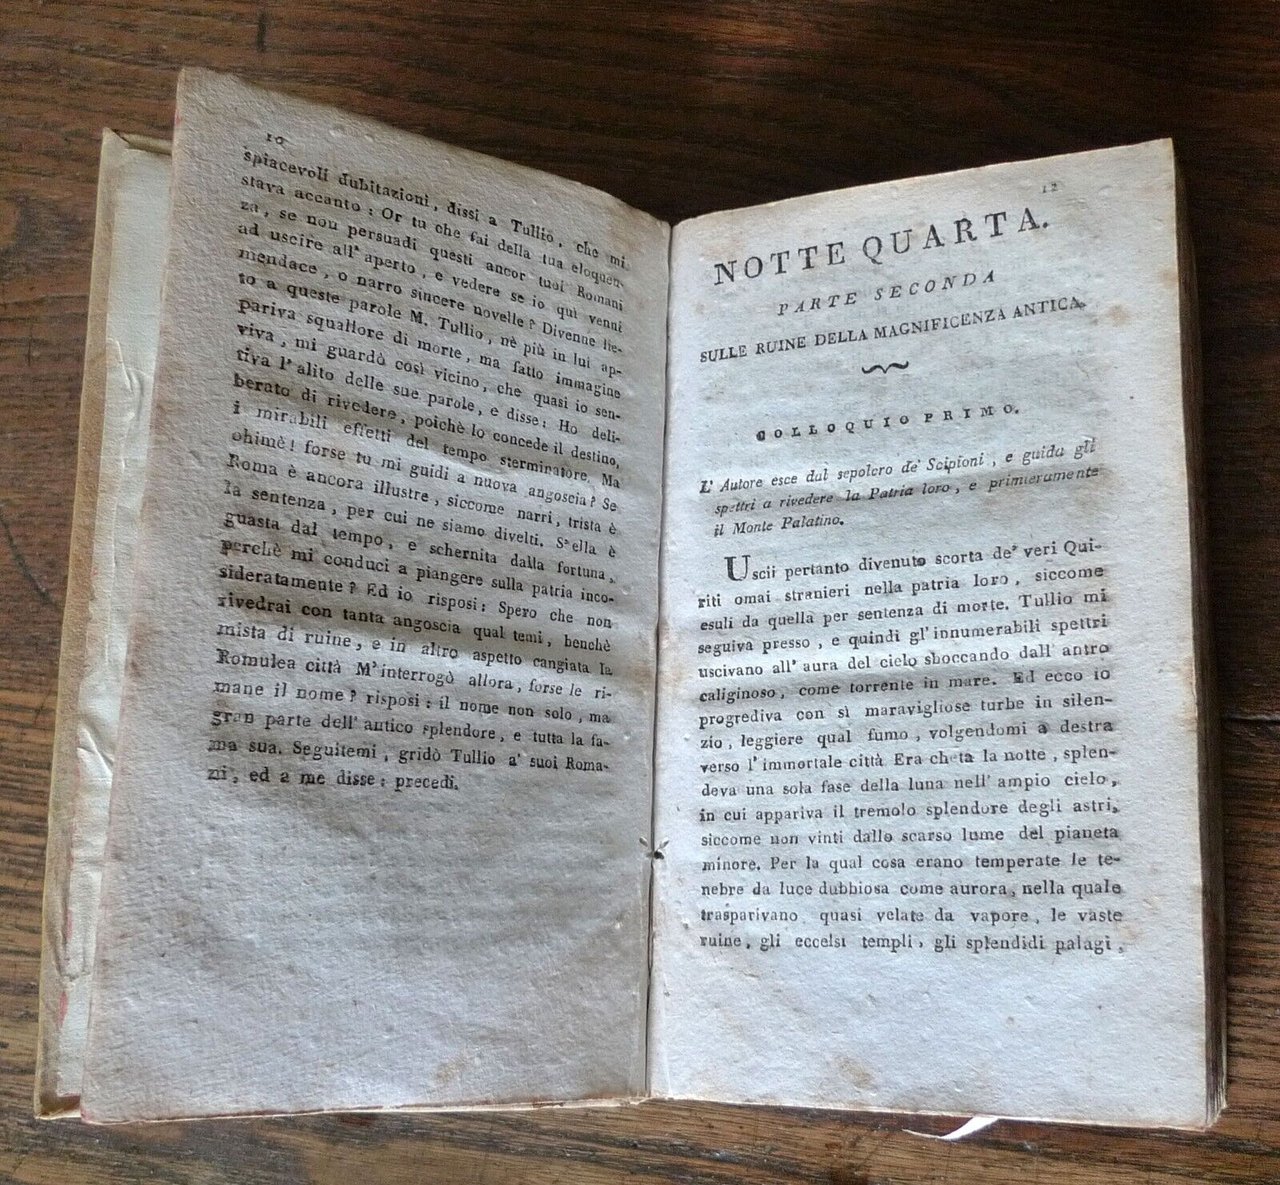 10
spiacevoli dubitazioni, dissi a Tullio, che mi
stava accanto: Or tu che fai della tua eloquen-
za, se non persuadi questi ancor tuoi Romani
ad uscire all' aperto, e vedere se io quì venni
mendace, o narro sincere novelle? Divenne lie-
to a queste parole M. Tullio, nè più in lui ap-
pariva squallore di morte, ma fatto immagine
viva, mi guardò così vicino, che quasi io sen-
tiva l' alito delle sue parole, e disse: Ho deli-
berato di rivedere, poichè lo concede il destino,
i mirabili effetti del tempo sterminatore. Ma
ohimè! forse tu mi guidi a nuova angoscia? Se
Roma è ancora illustre, siccome narri, trista è
la sentenza, per cui ne siamo divelti. S' ella è
guasta dal tempo, e schernita dalla fortuna,
perchè mi conduci a piangere sulla patria inco-
sideratamente? Ed io risposi: Spero che non
rivedrai con tanta angoscia qual temi, benchè
mista di ruine, e in altro aspetto cangiata la
Romulea città M' interrogò allora, forse le ri-
mane il nome? risposi: il nome non solo, ma
gran parte dell' antico splendore, e tutta la fa-
ma sua. Seguitemi, gridò Tullio a' suoi Roma-
ni, ed a me disse: precedi.
12
NOTTE QUARTA.
PARTE SECONDA
SULLE RUINE DELLA MAGNIFICENZA ANTICA.
COLLOQUIO PRIMO.
L' Autore esce dal sepolcro de' Scipioni, e guida gli
spettri a rivedere la Patria loro, e primieramente
il Monte Palatino.
Uscii pertanto divenuto scorta de' veri Qui-
riti omai stranieri nella patria loro, siccome
esuli da quella per sentenza di morte. Tullio mi
seguiva presso, e quindi gl' innumerabili spettri
uscivano all' aura del cielo sboccando dall' antro
caliginoso, come torrente in mare. Ed ecco io
progrediva con sì maravigliose turbe in silen-
zio, leggiere qual fumo, volgendomi a destra
verso l' immortale città. Era cheta la notte, splen-
deva una sola fase della luna nell' ampio cielo,
in cui appariva il tremolo splendore degli astri,
siccome non vinti dallo scarso lume del pianeta
minore. Per la qual cosa erano temperate le te-
nebre da luce dubbiosa come aurora, nella quale
trasparivano quasi velate da vapore, le vaste
ruine, gli eccelsi templi, gli splendidi palagi,